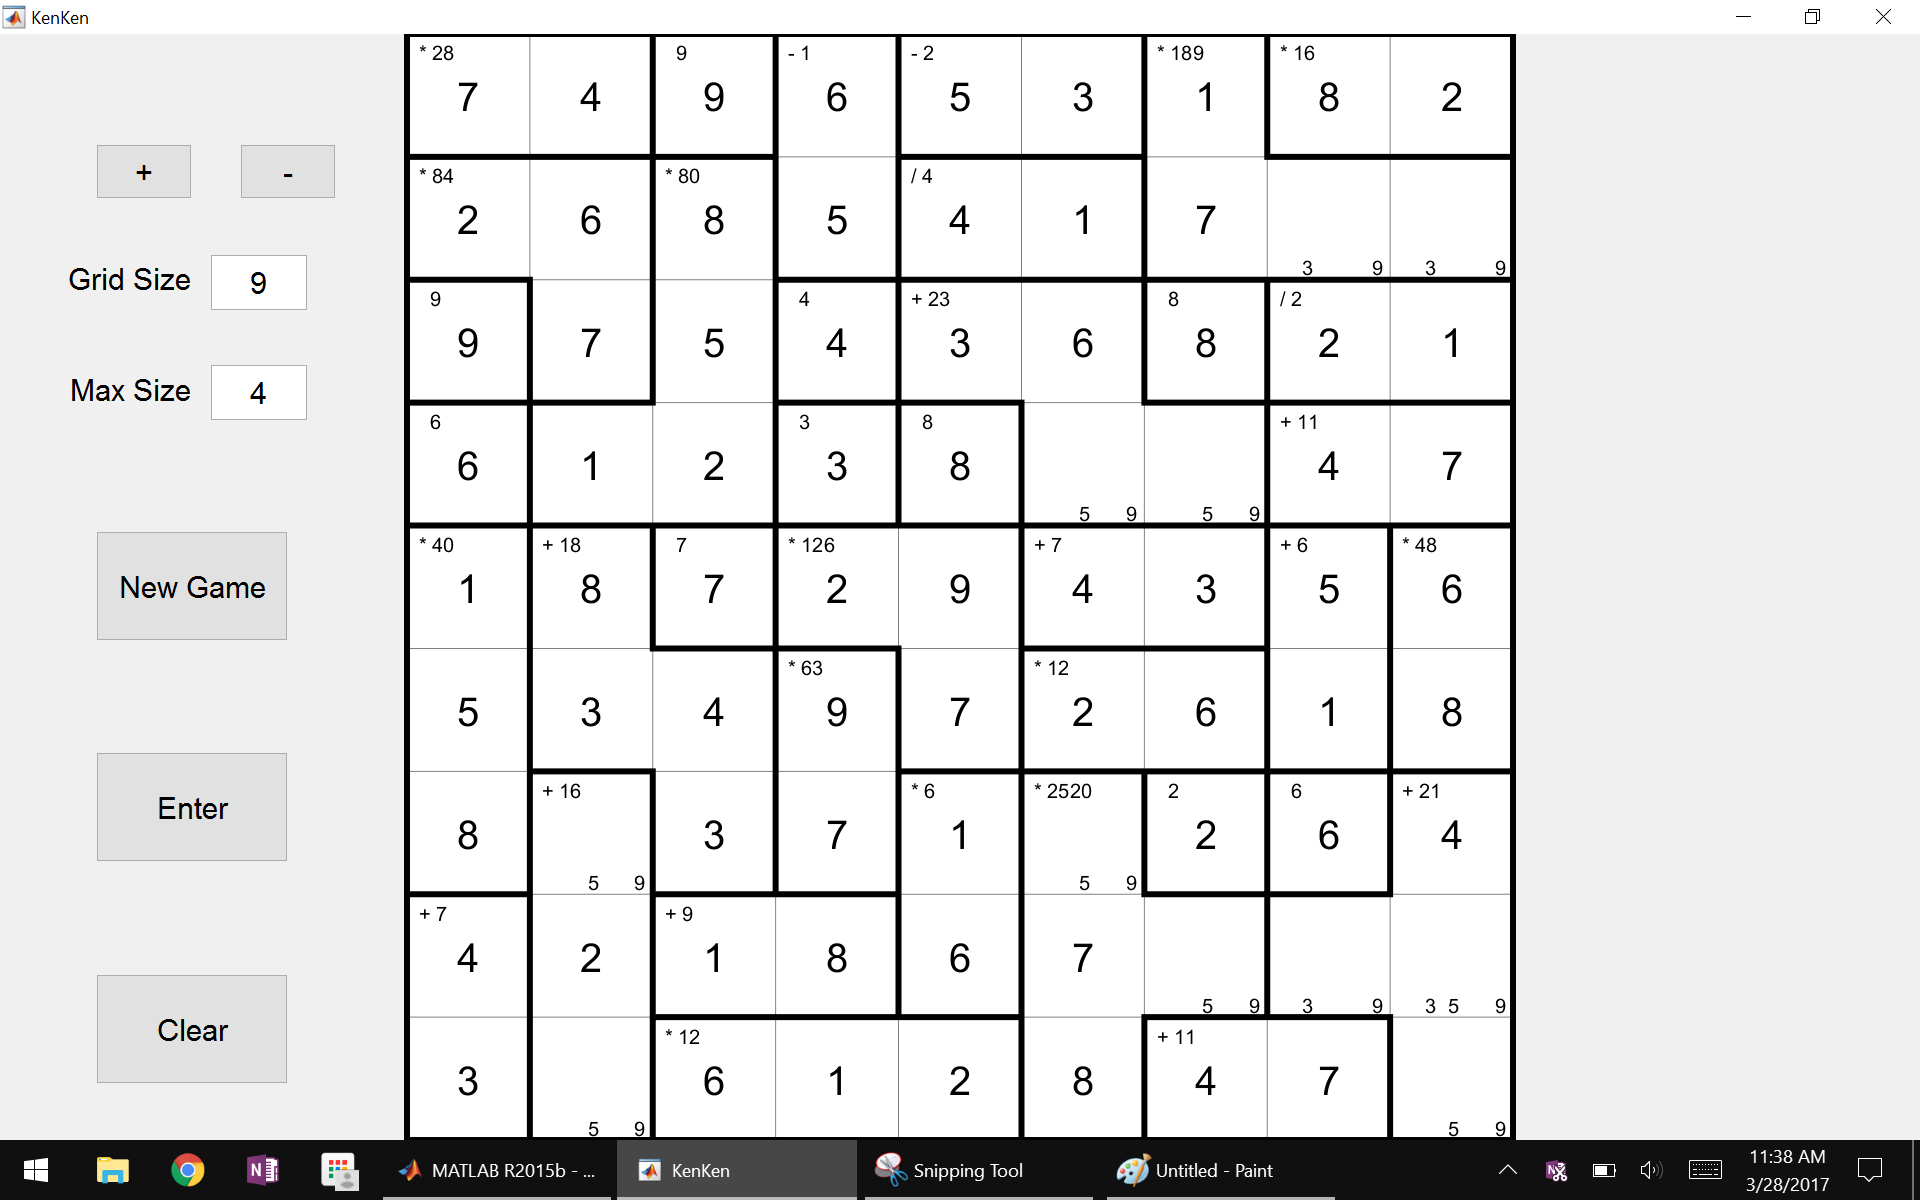 KenKen
+ -
Grid Size 9
Max Size 4
New Game
Enter
Clear
* 28 9 - 1 - 2 * 189 * 16
7 4 9 6 5 3 1 8 2
* 84 * 80 / 4
2 6 8 5 4 1 7
3 9 3 9
9 4 + 23 8 / 2
9 7 5 4 3 6 8 2 1
6 3 8 + 11
6 1 2 3 8 4 7
5 9 5 9
* 40 + 18 7 * 126 + 7 + 6 * 48
1 8 7 2 9 4 3 5 6
* 63 * 12
5 3 4 9 7 2 6 1 8
+ 16 * 6 * 2520 2 6 + 21
8 3 7 1 2 6 4
5 9 5 9
+ 7 + 9
4 2 1 8 6 7
5 9 3 9 3 5 9
* 12 + 11
3 6 1 2 8 4 7
5 9 5 9
MATLAB R2015b - ... KenKen Snipping Tool Untitled - Paint 11:38 AM
3/28/2017